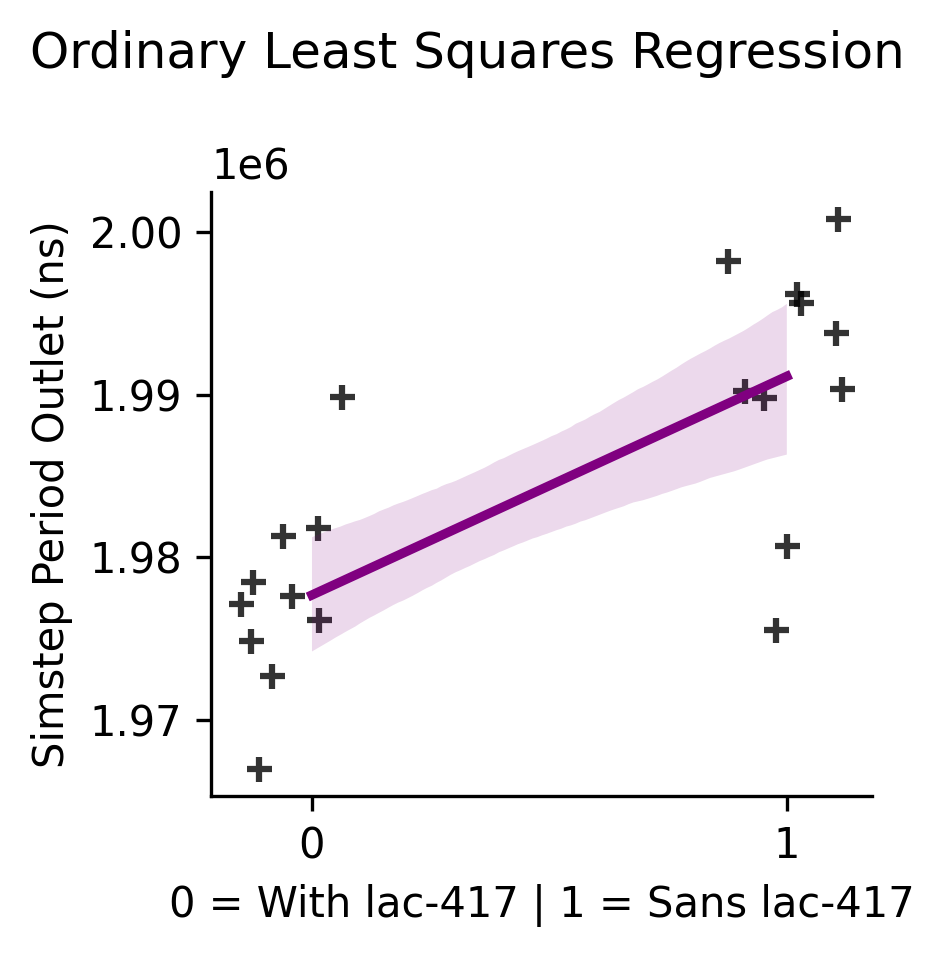 Ordinary Least Squares Regression
1e6
Simstep Period Outlet (ns)
2.00
1.99
1.98
1.97
0 1
0 = With lac-417 | 1 = Sans lac-417